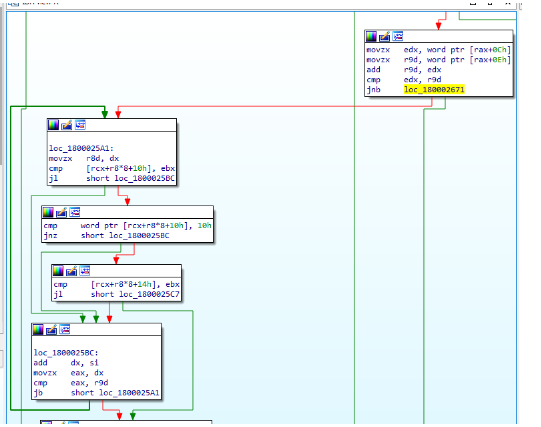 movzx edx, word ptr [rax+0Ch]
movzx r9d, word ptr [rax+0Eh]
add r9d, edx
cmp edx, r9d
jnb loc_180002671
loc_1800025A1:
movzx r8d, dx
cmp [rcx+r8*8+10h], ebx
jl short loc_1800025BC
cmp word ptr [rcx+r8*8+10h], 10h
jnz short loc_1800025BC
cmp [rcx+r8*8+14h], ebx
jl short loc_1800025C7
loc_1800025BC:
add dx, si
movzx eax, dx
cmp eax, r9d
jb short loc_1800025A1